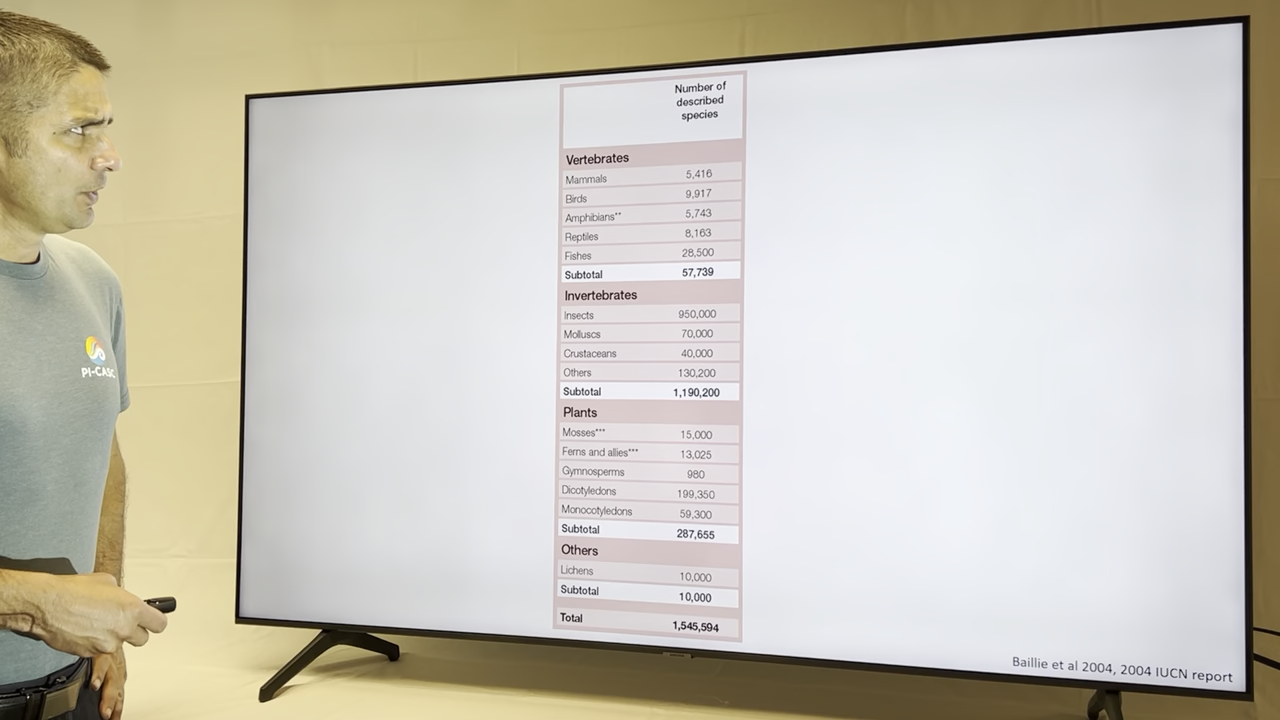 Number of
described
species
Vertebrates
Mammals 5,416
Birds 9,917
Amphibians** 5,743
Reptiles 8,163
Fishes 28,500
Subtotal 57,739
Invertebrates
Insects 950,000
Molluscs 70,000
Crustaceans 40,000
Others 130,200
Subtotal 1,190,200
Plants
Mosses*** 15,000
Ferns and allies*** 13,025
Gymnosperms 980
Dicotyledons 199,350
Monocotyledons 59,300
Subtotal 287,655
Others
Lichens 10,000
Subtotal 10,000
Total 1,545,594
Baillie et al 2004, 2004 IUCN report
PI-CASC